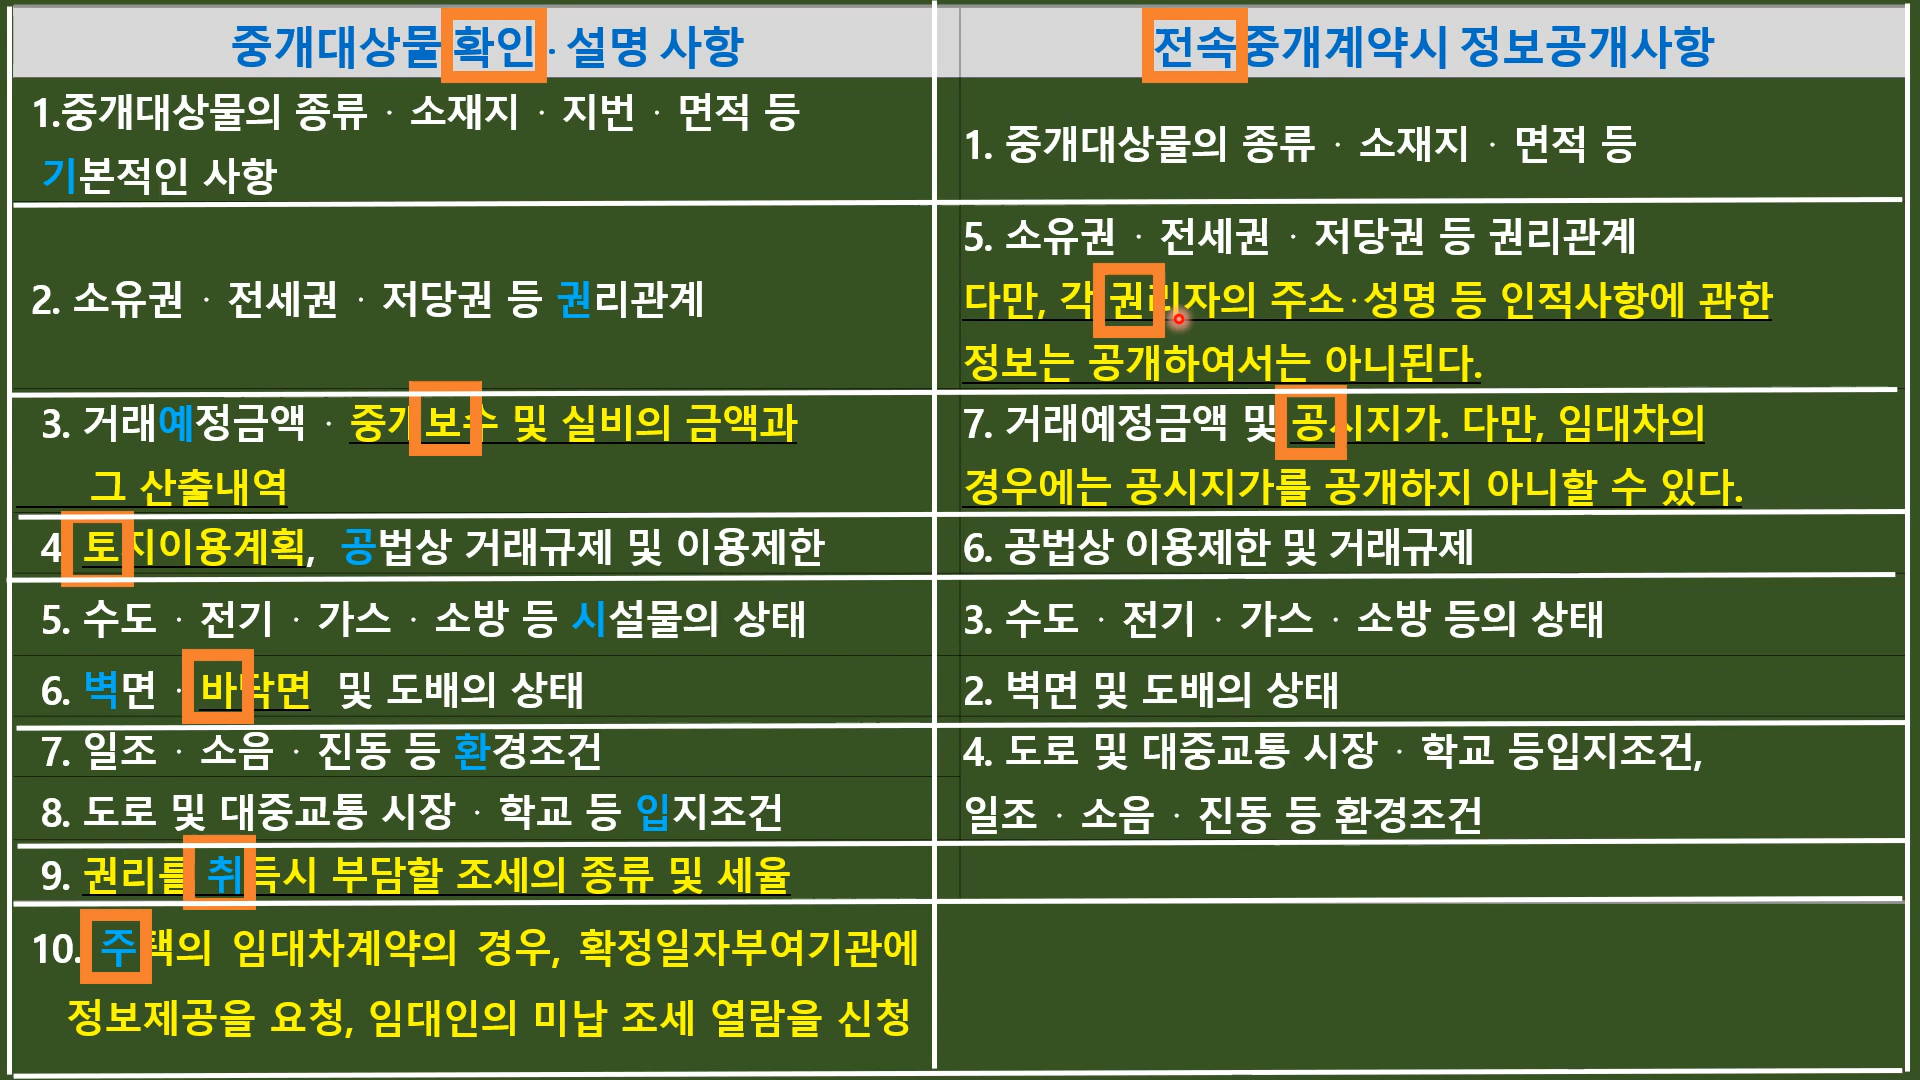 중개대상물 확인 · 설명 사항
1.중개대상물의 종류 · 소재지 · 지번 · 면적 등
기본적인 사항
2. 소유권 · 전세권 · 저당권 등 권리관계
3. 거래예정금액 · 중개보수 및 실비의 금액과
그 산출내역
4. 토지이용계획, 공법상 거래규제 및 이용제한
5. 수도 · 전기 · 가스 · 소방 등 시설물의 상태
6. 벽면 · 바닥면 및 도배의 상태
7. 일조 · 소음 · 진동 등 환경조건
8. 도로 및 대중교통 시장 · 학교 등 입지조건
9. 권리를 취득시 부담할 조세의 종류 및 세율
10. 주택의 임대차계약의 경우, 확정일자부여기관에
정보제공을 요청, 임대인의 미납 조세 열람을 신청
전속중개계약시 정보공개사항
1. 중개대상물의 종류 · 소재지 · 면적 등
5. 소유권 · 전세권 · 저당권 등 권리관계
다만, 각 권리자의 주소·성명 등 인적사항에 관한
정보는 공개하여서는 아니된다.
7. 거래예정금액 및 공시지가. 다만, 임대차의
경우에는 공시지가를 공개하지 아니할 수 있다.
6. 공법상 이용제한 및 거래규제
3. 수도 · 전기 · 가스 · 소방 등의 상태
2. 벽면 및 도배의 상태
4. 도로 및 대중교통 시장 · 학교 등입지조건,
일조 · 소음 · 진동 등 환경조건